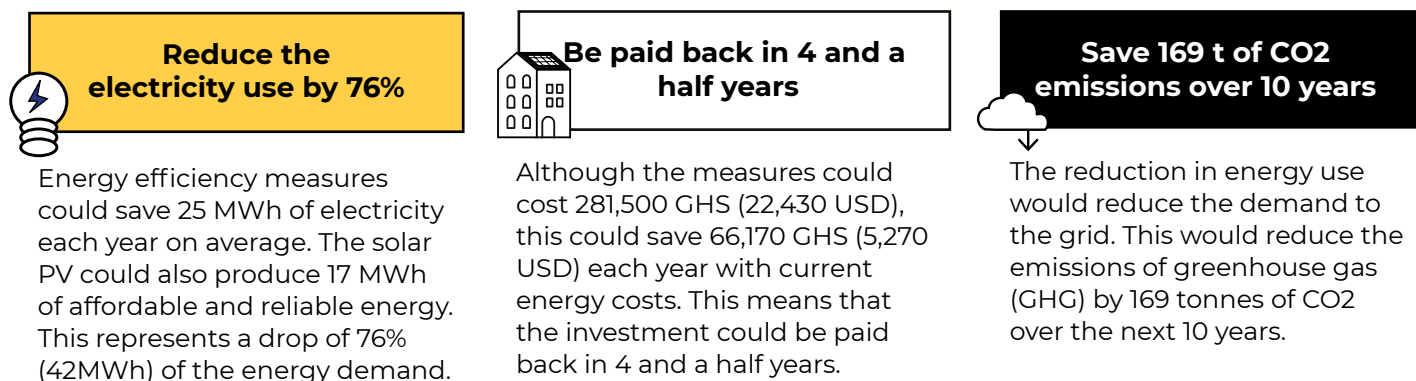 Reduce the
electricity use by 76%
Energy efficiency measures
could save 25 MWh of electricity
each year on average. The solar
PV could also produce 17 MWh
of affordable and reliable energy.
This represents a drop of 76%
(42MWh) of the energy demand.
Be paid back in 4 and a
half years
Although the measures could
cost 281,500 GHS (22,430 USD),
this could save 66,170 GHS (5,270
USD) each year with current
energy costs. This means that
the investment could be paid
back in 4 and a half years.
Save 169 t of CO2
emissions over 10 years
The reduction in energy use
would reduce the demand to
the grid. This would reduce the
emissions of greenhouse gas
(GHG) by 169 tonnes of CO2
over the next 10 years.